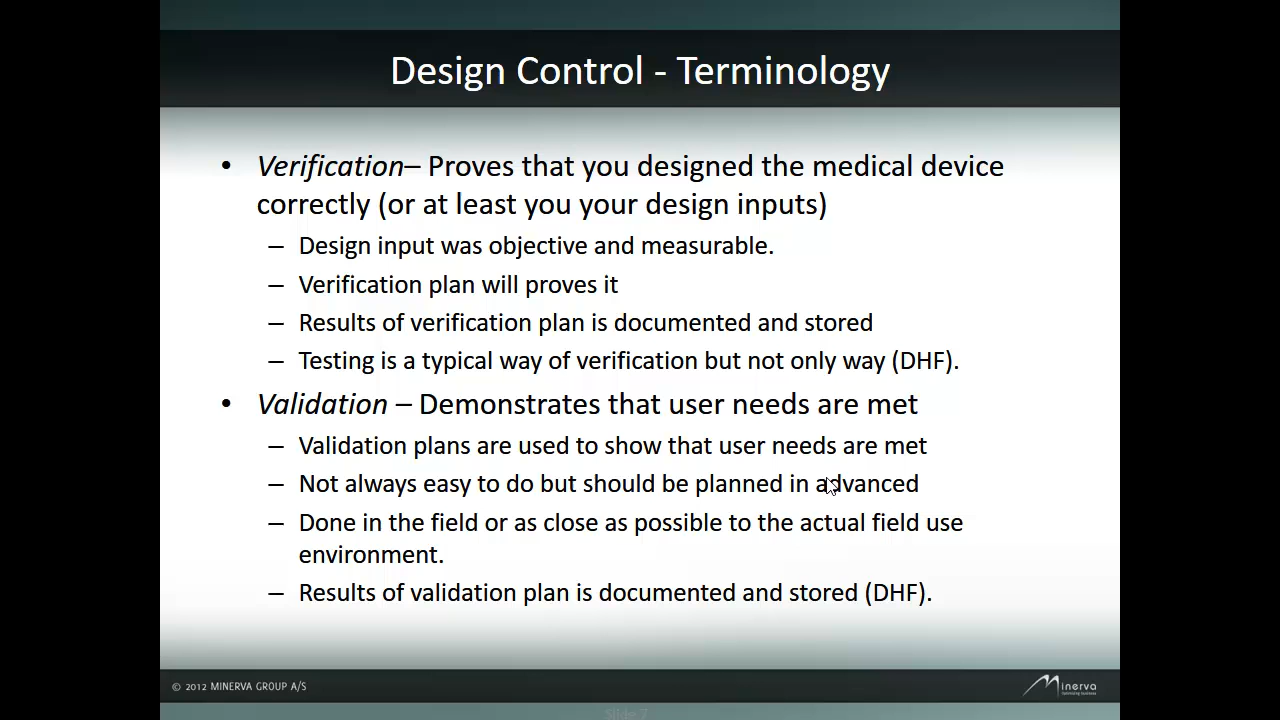 Design Control - Terminology
• Verification– Proves that you designed the medical device
correctly (or at least you your design inputs)
– Design input was objective and measurable.
– Verification plan will proves it
– Results of verification plan is documented and stored
– Testing is a typical way of verification but not only way (DHF).
• Validation – Demonstrates that user needs are met
– Validation plans are used to show that user needs are met
– Not always easy to do but should be planned in advanced
– Done in the field or as close as possible to the actual field use
environment.
– Results of validation plan is documented and stored (DHF).
© 2012 MINERVA GROUP A/S
Minerva
Slide 7